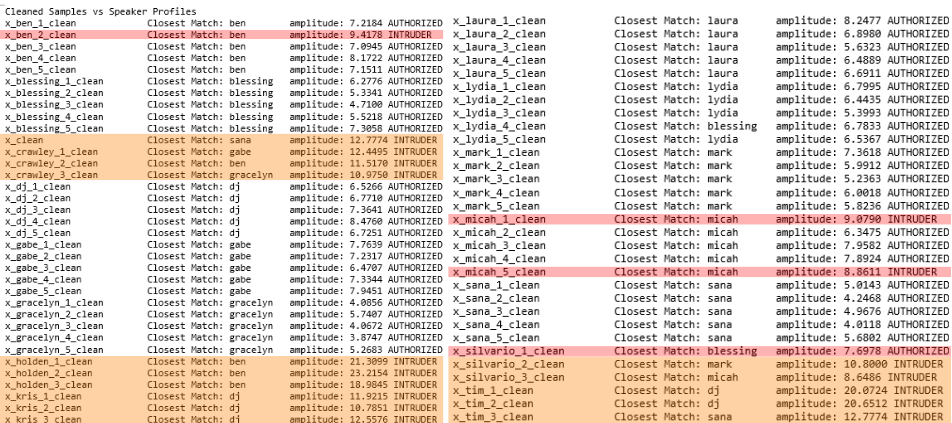 Cleaned Samples vs Speaker Profiles
x_ben_1_clean Closest Match: ben amplitude: 7.2184 AUTHORIZED
x_ben_2_clean Closest Match: ben amplitude: 9.4178 INTRUDER
x_ben_3_clean Closest Match: ben amplitude: 7.0945 AUTHORIZED
x_ben_4_clean Closest Match: ben amplitude: 8.1722 AUTHORIZED
x_ben_5_clean Closest Match: ben amplitude: 7.1511 AUTHORIZED
x_blessing_1_clean Closest Match: blessing amplitude: 6.2776 AUTHORIZED
x_blessing_2_clean Closest Match: blessing amplitude: 5.3341 AUTHORIZED
x_blessing_3_clean Closest Match: blessing amplitude: 4.7100 AUTHORIZED
x_blessing_4_clean Closest Match: blessing amplitude: 5.5218 AUTHORIZED
x_blessing_5_clean Closest Match: blessing amplitude: 7.3058 AUTHORIZED
x_clean Closest Match: sana amplitude: 12.7774 INTRUDER
x_crawley_1_clean Closest Match: gabe amplitude: 12.4495 INTRUDER
x_crawley_2_clean Closest Match: ben amplitude: 11.5170 INTRUDER
x_crawley_3_clean Closest Match: gracelyn amplitude: 10.9750 INTRUDER
x_dj_1_clean Closest Match: dj amplitude: 6.5266 AUTHORIZED
x_dj_2_clean Closest Match: dj amplitude: 6.7710 AUTHORIZED
x_dj_3_clean Closest Match: dj amplitude: 7.3641 AUTHORIZED
x_dj_4_clean Closest Match: dj amplitude: 8.4760 AUTHORIZED
x_dj_5_clean Closest Match: dj amplitude: 6.7251 AUTHORIZED
x_gabe_1_clean Closest Match: gabe amplitude: 7.7639 AUTHORIZED
x_gabe_2_clean Closest Match: gabe amplitude: 7.2317 AUTHORIZED
x_gabe_3_clean Closest Match: gabe amplitude: 6.4707 AUTHORIZED
x_gabe_4_clean Closest Match: gabe amplitude: 7.3344 AUTHORIZED
x_gabe_5_clean Closest Match: gabe amplitude: 7.9451 AUTHORIZED
x_gracelyn_1_clean Closest Match: gracelyn amplitude: 4.0856 AUTHORIZED
x_gracelyn_2_clean Closest Match: gracelyn amplitude: 5.7407 AUTHORIZED
x_gracelyn_3_clean Closest Match: gracelyn amplitude: 4.0672 AUTHORIZED
x_gracelyn_4_clean Closest Match: gracelyn amplitude: 3.8747 AUTHORIZED
x_gracelyn_5_clean Closest Match: gracelyn amplitude: 5.2683 AUTHORIZED
x_holden_1_clean Closest Match: ben amplitude: 21.3099 INTRUDER
x_holden_2_clean Closest Match: ben amplitude: 23.2154 INTRUDER
x_holden_3_clean Closest Match: ben amplitude: 18.9845 INTRUDER
x_kris_1_clean Closest Match: dj amplitude: 11.9215 INTRUDER
x_kris_2_clean Closest Match: dj amplitude: 10.7851 INTRUDER
x_kris_3_clean Closest Match: dj amplitude: 12.5576 INTRUDER
x_laura_1_clean Closest Match: laura amplitude: 8.2477 AUTHORIZED
x_laura_2_clean Closest Match: laura amplitude: 6.8980 AUTHORIZED
x_laura_3_clean Closest Match: laura amplitude: 5.6323 AUTHORIZED
x_laura_4_clean Closest Match: laura amplitude: 6.4889 AUTHORIZED
x_laura_5_clean Closest Match: laura amplitude: 6.6911 AUTHORIZED
x_lydia_1_clean Closest Match: lydia amplitude: 6.7995 AUTHORIZED
x_lydia_2_clean Closest Match: lydia amplitude: 6.4435 AUTHORIZED
x_lydia_3_clean Closest Match: lydia amplitude: 5.3993 AUTHORIZED
x_lydia_4_clean Closest Match: blessing amplitude: 6.7833 AUTHORIZED
x_lydia_5_clean Closest Match: lydia amplitude: 6.5367 AUTHORIZED
x_mark_1_clean Closest Match: mark amplitude: 7.3618 AUTHORIZED
x_mark_2_clean Closest Match: mark amplitude: 5.9912 AUTHORIZED
x_mark_3_clean Closest Match: mark amplitude: 5.2363 AUTHORIZED
x_mark_4_clean Closest Match: mark amplitude: 6.0018 AUTHORIZED
x_mark_5_clean Closest Match: mark amplitude: 5.8236 AUTHORIZED
x_micah_1_clean Closest Match: micah amplitude: 9.0790 INTRUDER
x_micah_2_clean Closest Match: micah amplitude: 6.3475 AUTHORIZED
x_micah_3_clean Closest Match: micah amplitude: 7.9582 AUTHORIZED
x_micah_4_clean Closest Match: micah amplitude: 7.8924 AUTHORIZED
x_micah_5_clean Closest Match: micah amplitude: 8.8611 INTRUDER
x_sana_1_clean Closest Match: sana amplitude: 5.0143 AUTHORIZED
x_sana_2_clean Closest Match: sana amplitude: 4.2468 AUTHORIZED
x_sana_3_clean Closest Match: sana amplitude: 4.9676 AUTHORIZED
x_sana_4_clean Closest Match: sana amplitude: 4.0118 AUTHORIZED
x_sana_5_clean Closest Match: sana amplitude: 5.6802 AUTHORIZED
x_silvario_1_clean Closest Match: blessing amplitude: 7.6978 AUTHORIZED
x_silvario_2_clean Closest Match: mark amplitude: 10.8000 INTRUDER
x_silvario_3_clean Closest Match: micah amplitude: 8.6486 INTRUDER
x_tim_1_clean Closest Match: dj amplitude: 20.0724 INTRUDER
x_tim_2_clean Closest Match: dj amplitude: 20.6512 INTRUDER
x_tim_3_clean Closest Match: sana amplitude: 12.7774 INTRUDER